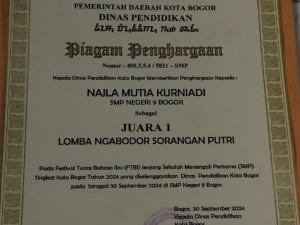 PEMERINTAH DAERAH KOTA BOGOR
DINAS PENDIDIKAN
Piagam Penghargaan
Nomor : 400.3.5.4 / 5821 - SMP
Kepala Dinas Pendidikan Kota Bogor Memberikan Penghargaan Kepada :
NAJLA MUTIA KURNIADI
SMP NEGERI 9 BOGOR
Sebagai
JUARA 1
LOMBA NGABODOR SORANGAN PUTRI
Pada Festival Tunas Bahasa Ibu (FTBI) Jenjang Sekolah Menengah Pertama (SMP)
Tingkat Kota Bogor Tahun 2024 yang diselenggarakan Dinas Pendidikan Kota Bogor
pada tanggal 30 September 2024 di SMP Negeri 9 Bogor.
Bogor, 30 September 2024
Kepala Dinas Pendidikan
Kota Bogor